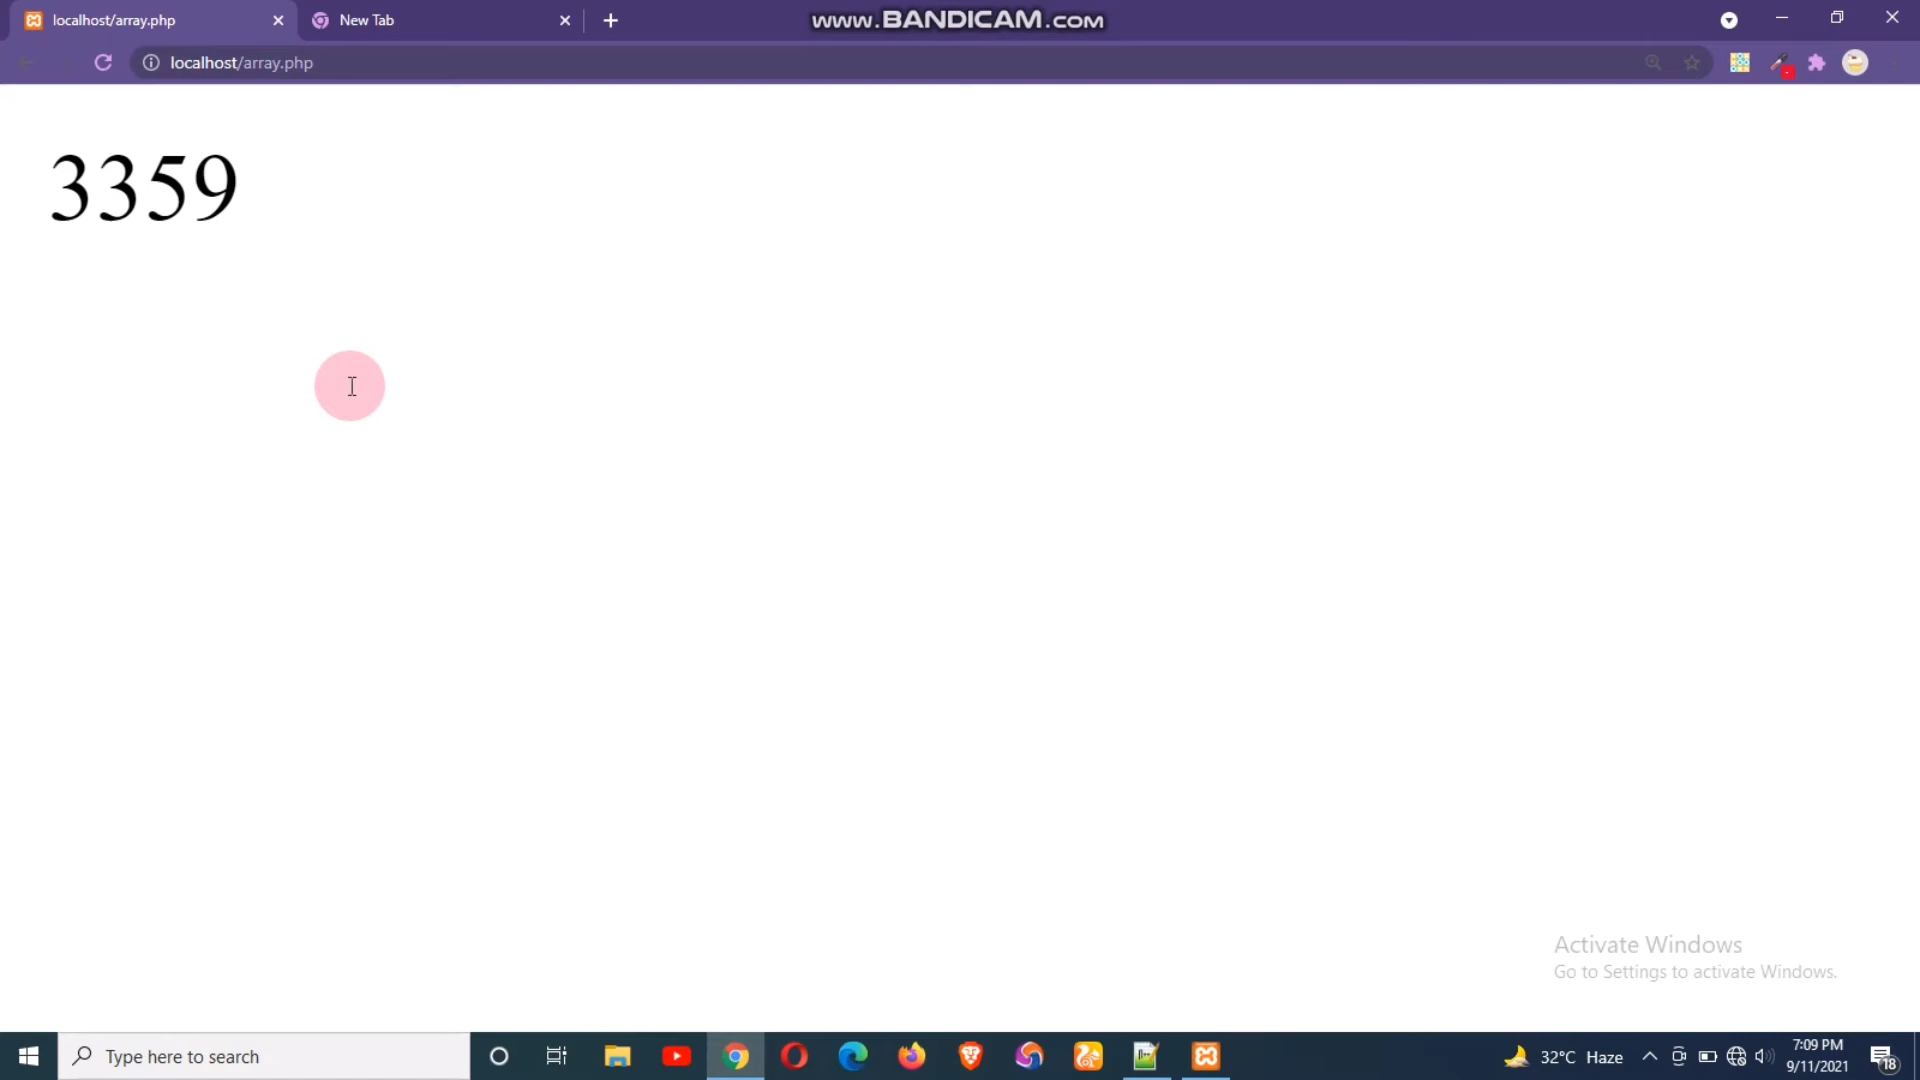 localhost/array.php
New Tab
www.BANDICAM.com
localhost/array.php
3359
Activate Windows
Go to Settings to activate Windows.
Type here to search
32°C Haze
7:09 PM
9/11/2021
18